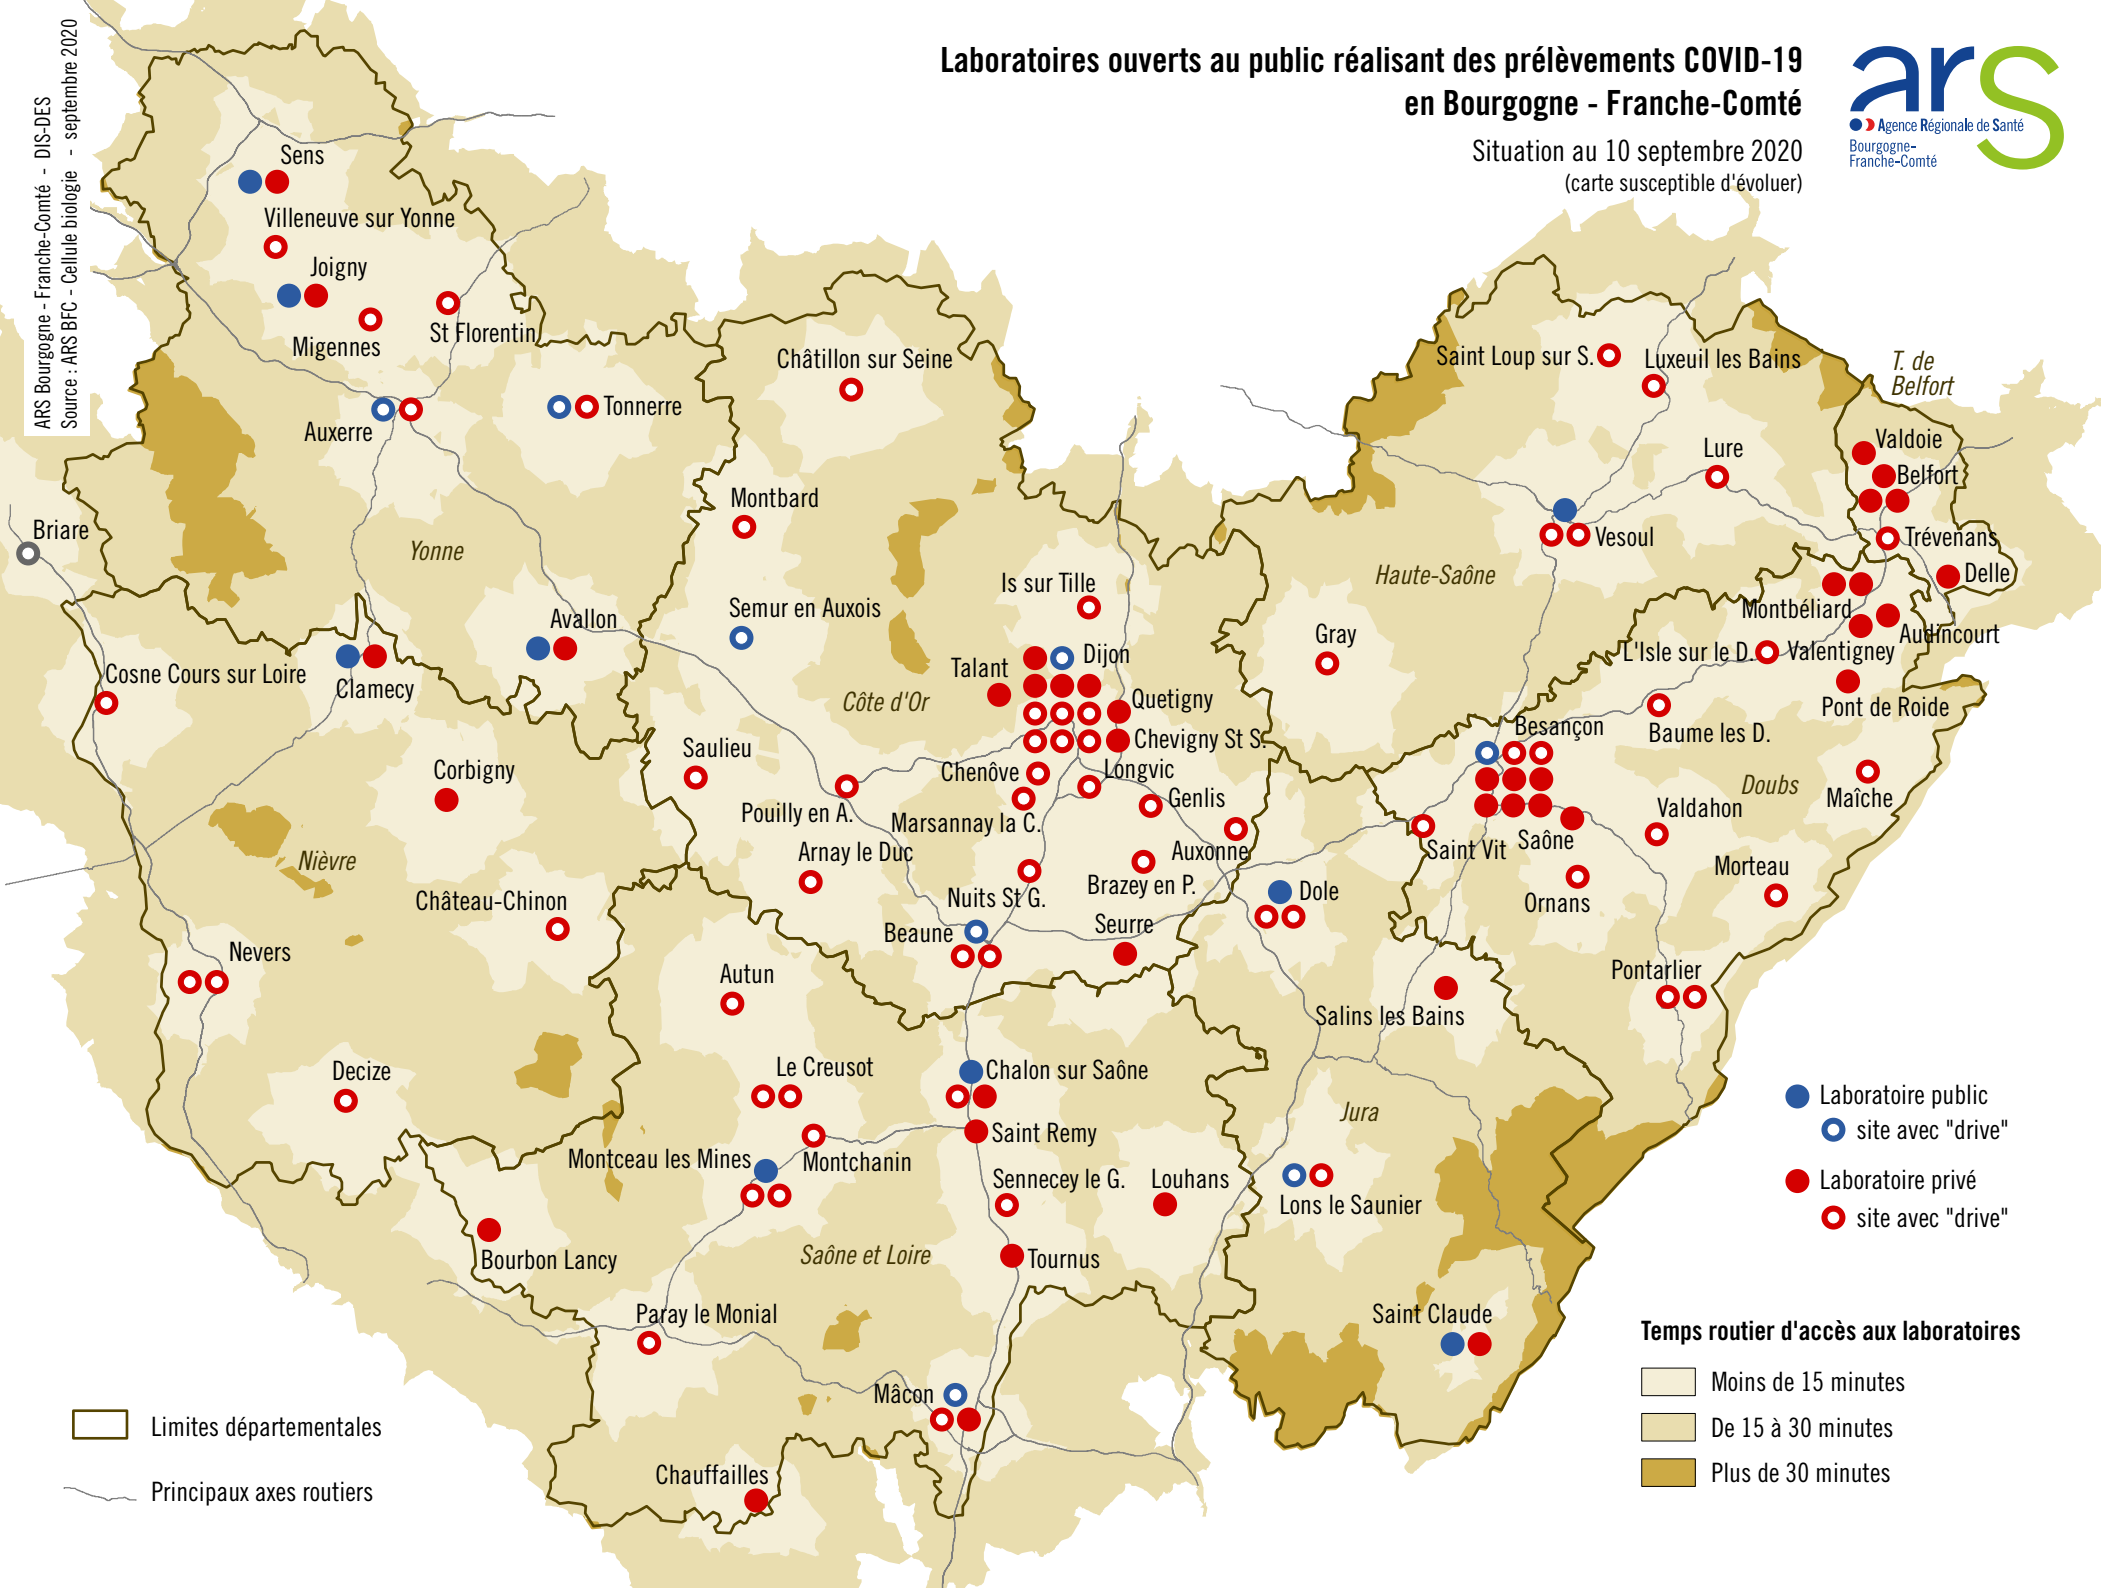 Laboratoires ouverts au public réalisant des prélèvements COVID-19
en Bourgogne - Franche-Comté
Situation au 10 septembre 2020
(carte susceptible d'évoluer)
ars
Agence Régionale de Santé
Bourgogne-
Franche-Comté
ARS Bourgogne - Franche-Comté - DIS-DES
Source : ARS BFC - Cellule biologie - septembre 2020
Sens
Villeneuve sur Yonne
Joigny
Migennes
St Florentin
Auxerre
Tonnerre
Châtillon sur Seine
Saint Loup sur S.
Luxeuil les Bains
T. de
Belfort
Valdoie
Belfort
Lure
Montbard
Briare
Yonne
Vesoul
Trévenans
Haute-Saône
Delle
Is sur Tille
Semur en Auxois
Montbéliard
Avallon
Gray
Audincourt
Dijon
L'Isle sur le D.
Valentigney
Talant
Cosne Cours sur Loire
Clamecy
Côte d'Or
Quetigny
Pont de Roide
Besançon
Baume les D.
Chevigny St S.
Saulieu
Corbigny
Chenôve
Longvic
Doubs
Maîche
Genlis
Pouilly en A.
Marsannay la C.
Valdahon
Saône
Saint Vit
Auxonne
Arnay le Duc
Nièvre
Morteau
Brazey en P.
Dole
Nuits St G.
Château-Chinon
Ornans
Seurre
Beaune
Nevers
Autun
Pontarlier
Salins les Bains
Decize
Le Creusot
Chalon sur Saône
Jura
Saint Remy
Montceau les Mines
Montchanin
Sennecey le G.
Louhans
Lons le Saunier
Bourbon Lancy
Saône et Loire
Tournus
Paray le Monial
Saint Claude
Mâcon
Chauffailles
Laboratoire public
site avec "drive"
Laboratoire privé
site avec "drive"
Temps routier d'accès aux laboratoires
Moins de 15 minutes
De 15 à 30 minutes
Plus de 30 minutes
Limites départementales
Principaux axes routiers